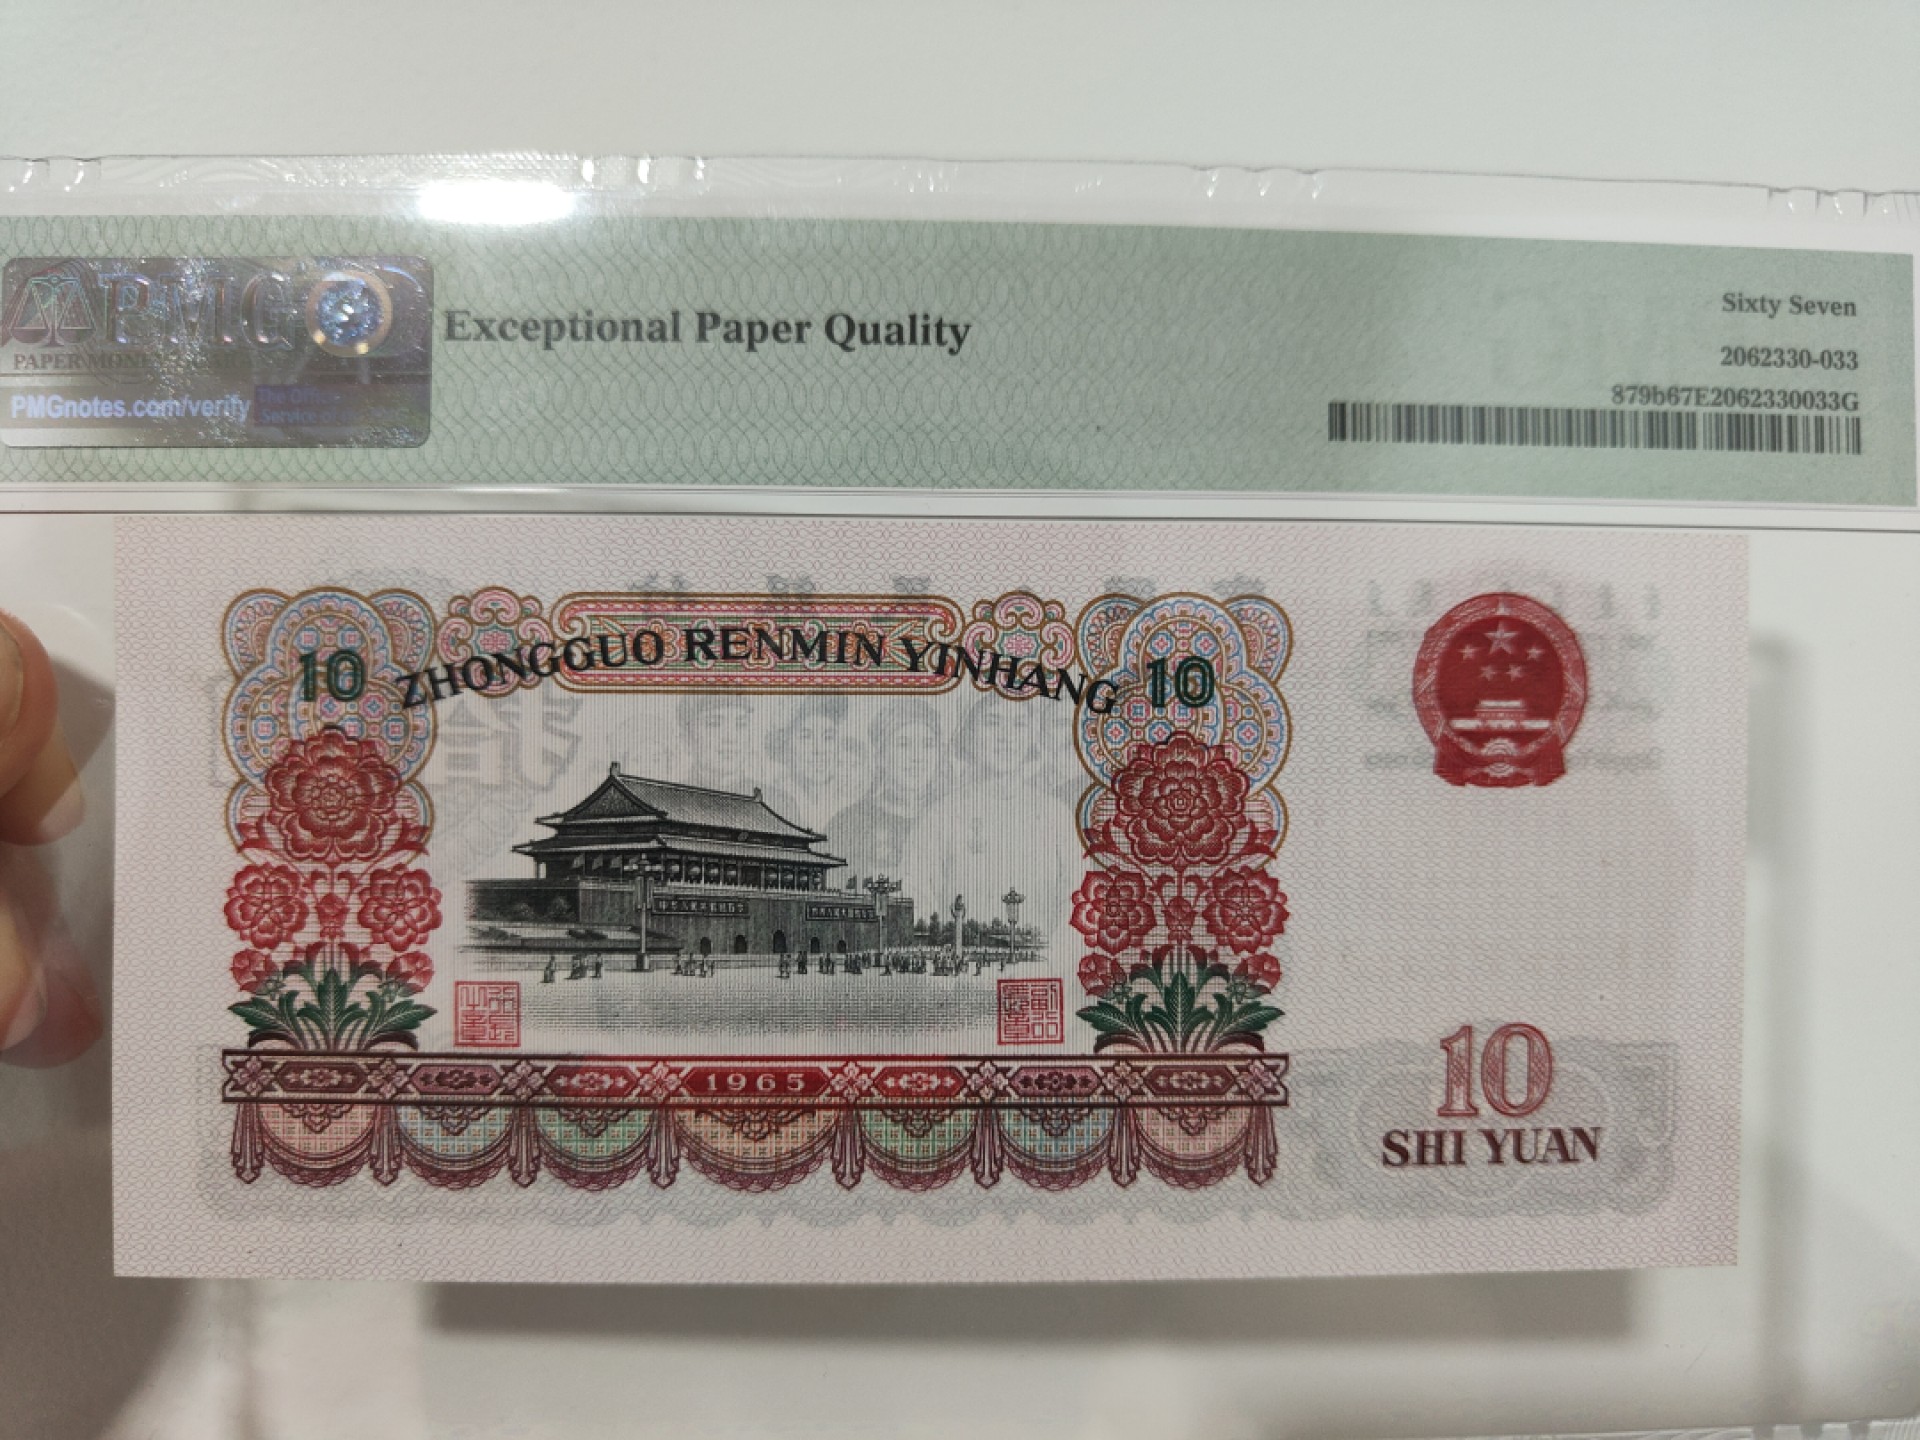 PMG
PAPER MONEY GUARANTY
PMGnotes.com/verify
Exceptional Paper Quality
Sixty Seven
2062330-033
879b67E2062330033G
10
ZHONGGUO RENMIN YINHANG
10
1965
10
SHI YUAN